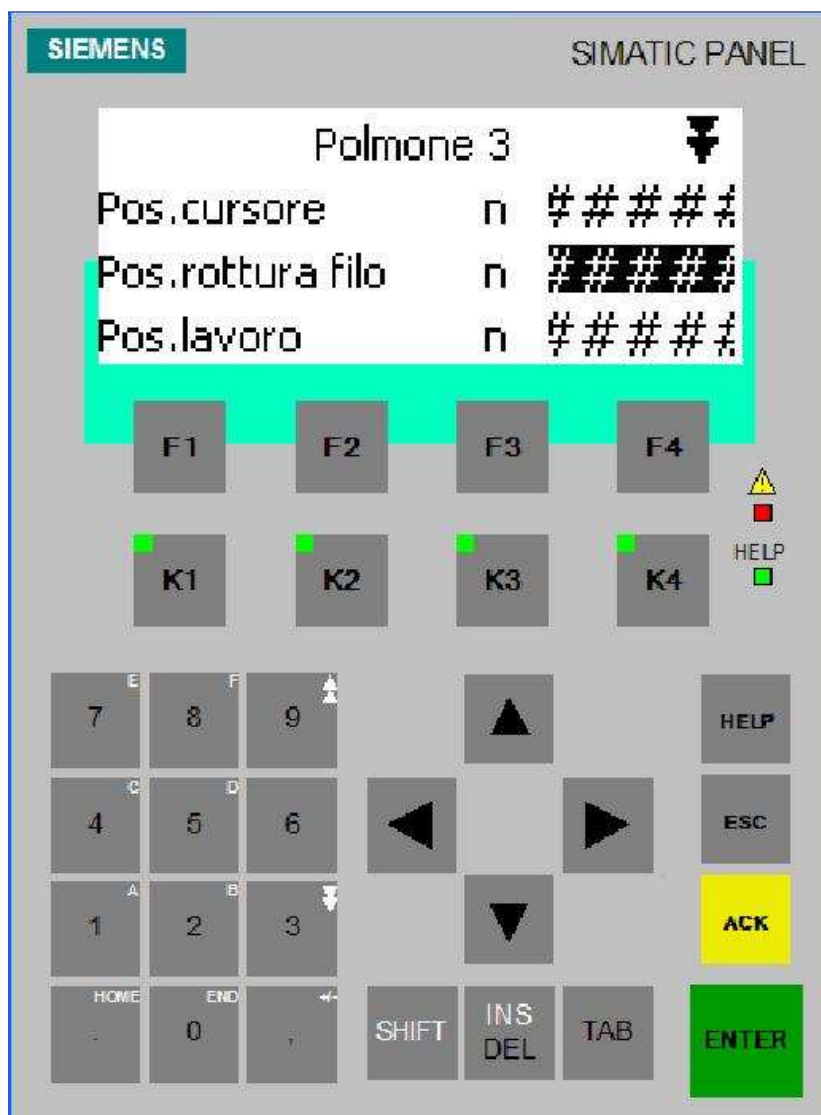 SIEMENS
SIMATIC PANEL
Polmone 3
Pos.cursore n #####
Pos.rottura filo n #####
Pos.lavoro n #####
F1 F2 F3 F4
HELP
K1 K2 K3 K4
E F
7 8 9 HELP
C D
4 5 6 ESC
A B
1 2 3 ACK
HOME END +/-
. 0 , SHIFT INS DEL TAB ENTER